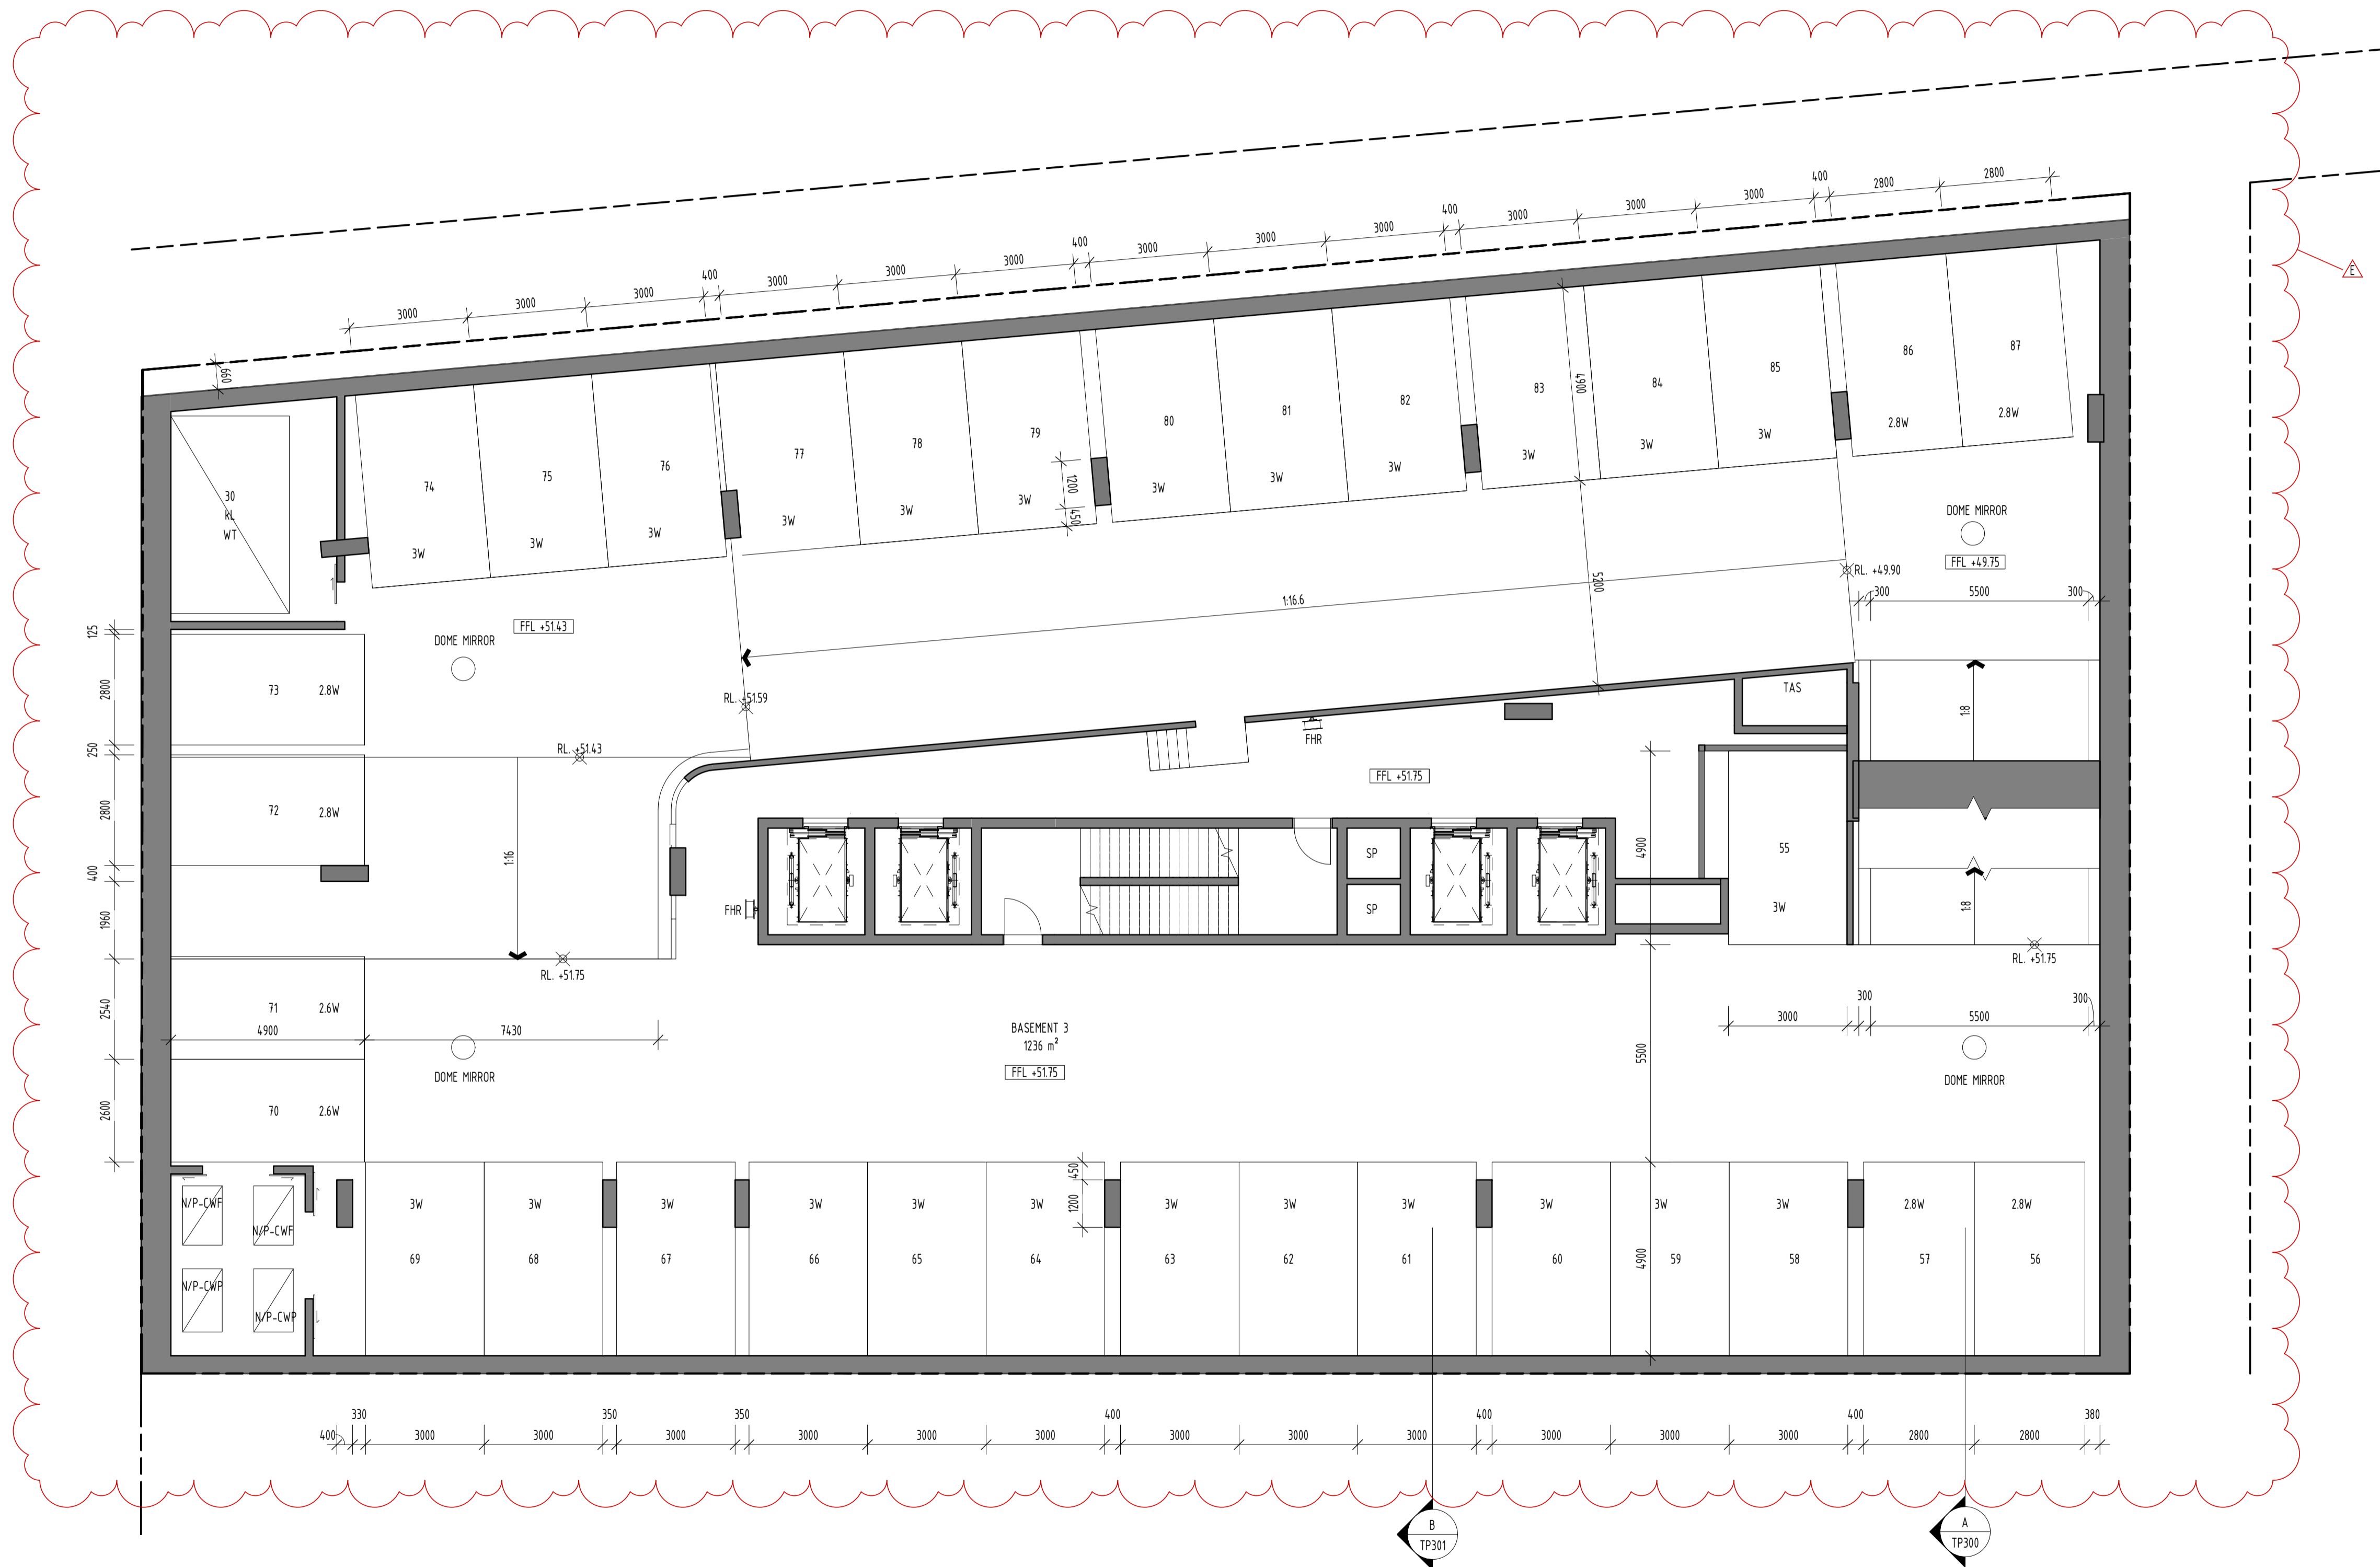 2800
2800
400
3000
3000
3000
400
3000
3000
3000
400
3000
3000
3000
400
3000
3000
3000
E
660
87
86
85
84
83
82
81
80
79
78
77
76
75
74
4900
2.8W
2.8W
3W
3W
3W
3W
3W
3W
3W
3W
3W
3W
3W
3W
1200
450
30
kL
WT
DOME MIRROR
FFL +49.75
RL. +49.90
300
5500
300
5200
1:16.6
FFL +51.43
DOME MIRROR
125
2800
73
2.8W
RL. +51.59
TAS
1:8
FHR
250
RL. +51.43
FFL +51.75
2800
72
2.8W
1:16
400
1960
FHR
SP
SP
4900
55
3W
1:8
RL. +51.75
RL. +51.75
2540
71
2.6W
4900
7430
BASEMENT 3
1236 m²
FFL +51.75
5500
3000
300
5500
300
DOME MIRROR
DOME MIRROR
2600
70
2.6W
450
1200
N/P-CWF
N/P-CWF
N/P-CWP
N/P-CWP
3W
3W
3W
3W
3W
3W
3W
3W
3W
3W
3W
3W
2.8W
2.8W
69
68
67
66
65
64
63
62
61
60
4900
59
58
57
56
330
350
350
400
400
400
380
400
3000
3000
3000
3000
3000
3000
3000
3000
3000
3000
3000
3000
2800
2800
B
TP301
A
TP300